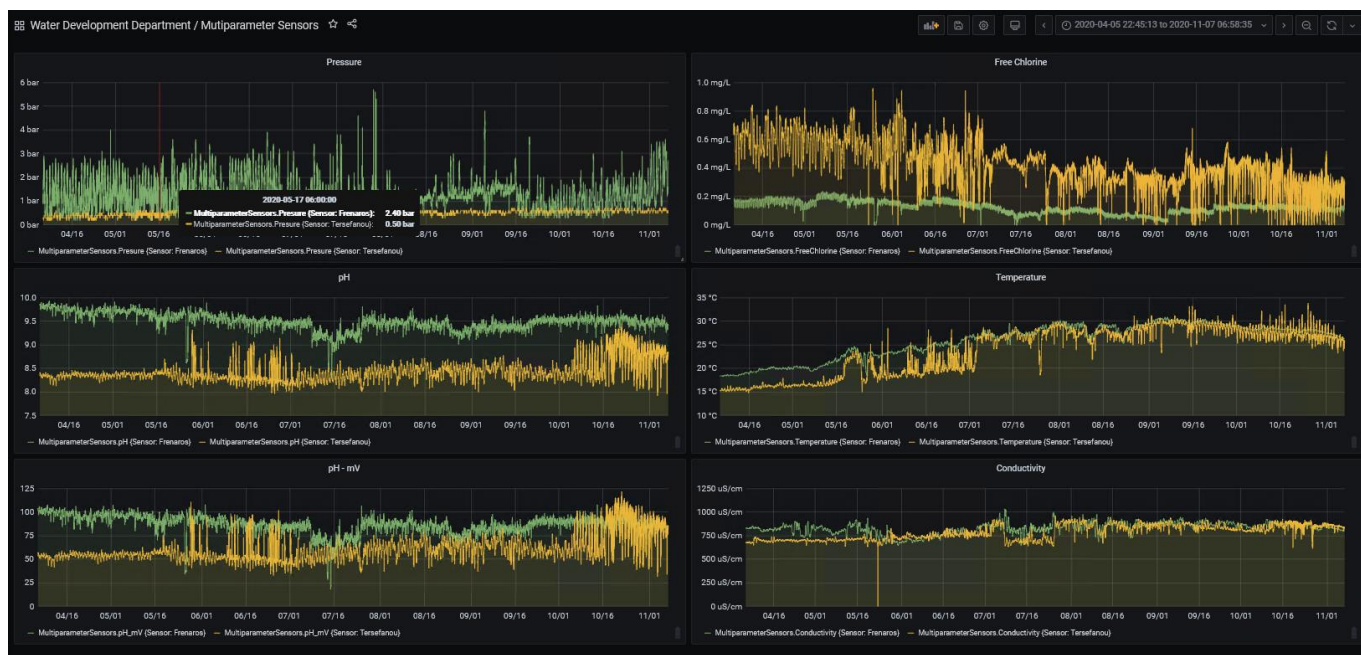 Water Development Department / Mutiparameter Sensors
2020-04-05 22:45:13 to 2020-11-07 06:58:35
Pressure
6 bar
5 bar
4 bar
3 bar
2 bar
1 bar
0 bar
2020-05-17 06:00:00
MultiparameterSensors.Presure {Sensor: Frenaros}: 2.40 bar
MultiparameterSensors.Presure {Sensor: Tersefanou}: 0.50 bar
04/16 05/01 05/16 8/16 09/01 09/16 10/01 10/16 11/01
MultiparameterSensors.Presure {Sensor: Frenaros} MultiparameterSensors.Presure {Sensor: Tersefanou}
Free Chlorine
1.0 mg/L
0.8 mg/L
0.6 mg/L
0.4 mg/L
0.2 mg/L
0 mg/L
04/16 05/01 05/16 06/01 06/16 07/01 07/16 08/01 08/16 09/01 09/16 10/01 10/16 11/01
MultiparameterSensors.FreeChlorine {Sensor: Frenaros} MultiparameterSensors.FreeChlorine {Sensor: Tersefanou}
pH
10.0
9.5
9.0
8.5
8.0
7.5
04/16 05/01 05/16 06/01 06/16 07/01 07/16 08/01 08/16 09/01 09/16 10/01 10/16 11/01
MultiparameterSensors.pH {Sensor: Frenaros} MultiparameterSensors.pH {Sensor: Tersefanou}
Temperature
35 °C
30 °C
25 °C
20 °C
15 °C
10 °C
04/16 05/01 05/16 06/01 06/16 07/01 07/16 08/01 08/16 09/01 09/16 10/01 10/16 11/01
MultiparameterSensors.Temperature {Sensor: Frenaros} MultiparameterSensors.Temperature {Sensor: Tersefanou}
pH - mV
125
100
75
50
25
0
04/16 05/01 05/16 06/01 06/16 07/01 07/16 08/01 08/16 09/01 09/16 10/01 10/16 11/01
MultiparameterSensors.pH_mV {Sensor: Frenaros} MultiparameterSensors.pH_mV {Sensor: Tersefanou}
Conductivity
1250 uS/cm
1000 uS/cm
750 uS/cm
500 uS/cm
250 uS/cm
0 uS/cm
04/16 05/01 05/16 06/01 06/16 07/01 07/16 08/01 08/16 09/01 09/16 10/01 10/16 11/01
MultiparameterSensors.Conductivity {Sensor: Frenaros} MultiparameterSensors.Conductivity {Sensor: Tersefanou}